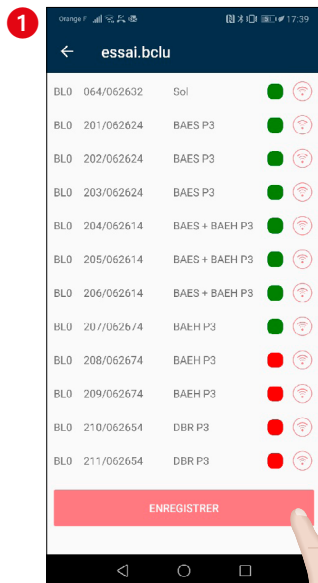 1
Orange F 17:39
← essai.bclu
BL0 064/062632 Sol
BL0 201/062624 BAES P3
BL0 202/062624 BAES P3
BL0 203/062624 BAES P3
BL0 204/062614 BAES + BAEH P3
BL0 205/062614 BAES + BAEH P3
BL0 206/062614 BAES + BAEH P3
BL0 207/062674 BAEH P3
BL0 208/062674 BAEH P3
BL0 209/062674 BAEH P3
BL0 210/062654 DBR P3
BL0 211/062654 DBR P3
ENREGISTRER